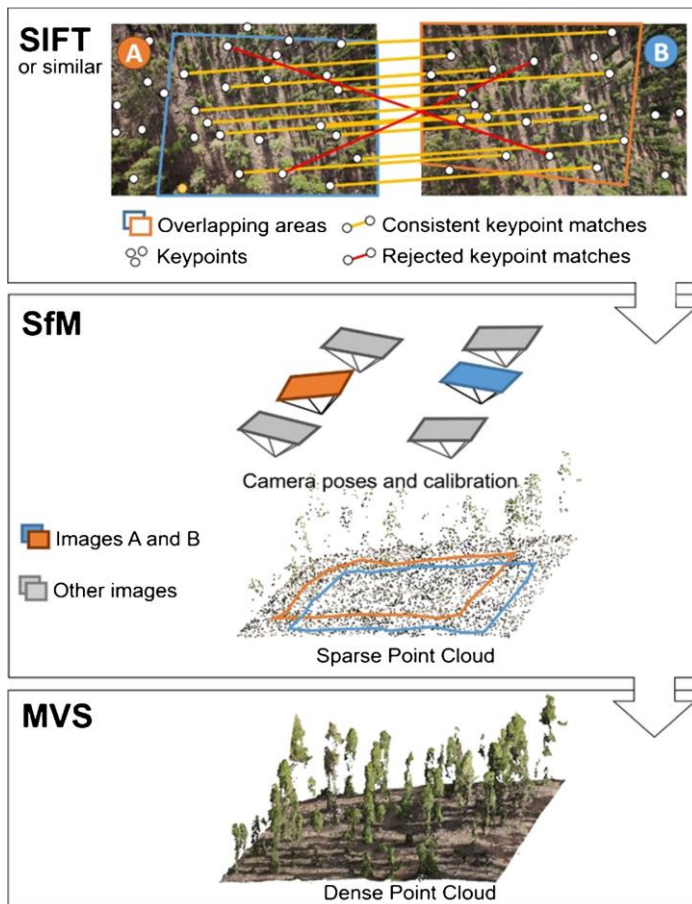 SIFT
or similar
A
B
Overlapping areas
Consistent keypoint matches
Keypoints
Rejected keypoint matches
SfM
Camera poses and calibration
Images A and B
Other images
Sparse Point Cloud
MVS
Dense Point Cloud